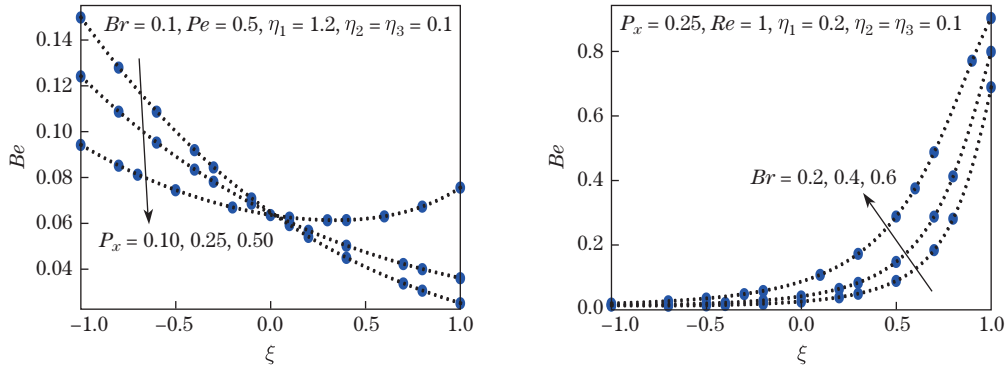 Br = 0.1, Pe = 0.5, η₁ = 1.2, η₂ = η₃ = 0.1
0.14
0.12
0.10
0.08
0.06
0.04
Be
Pₓ = 0.10, 0.25, 0.50
−1.0
−0.5
0.0
0.5
1.0
ξ
Pₓ = 0.25, Re = 1, η₁ = 0.2, η₂ = η₃ = 0.1
0.8
0.6
0.4
0.2
0.0
Be
Br = 0.2, 0.4, 0.6
−1.0
−0.5
0.0
0.5
1.0
ξ